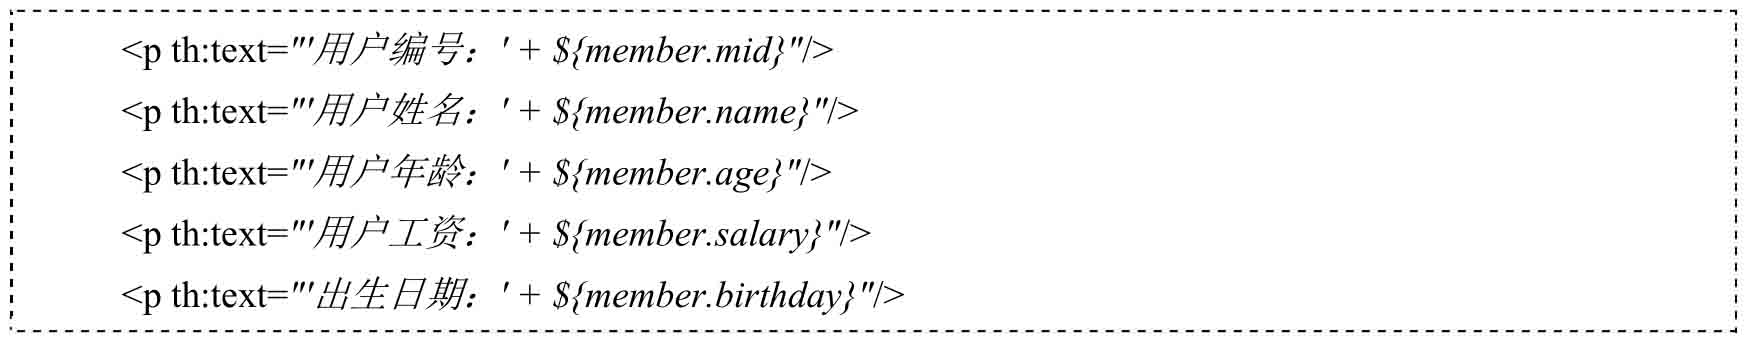 <p th:text="'用户编号：' + ${member.mid}"/>
<p th:text="'用户姓名：' + ${member.name}"/>
<p th:text="'用户年龄：' + ${member.age}"/>
<p th:text="'用户工资：' + ${member.salary}"/>
<p th:text="'出生日期：' + ${member.birthday}"/>